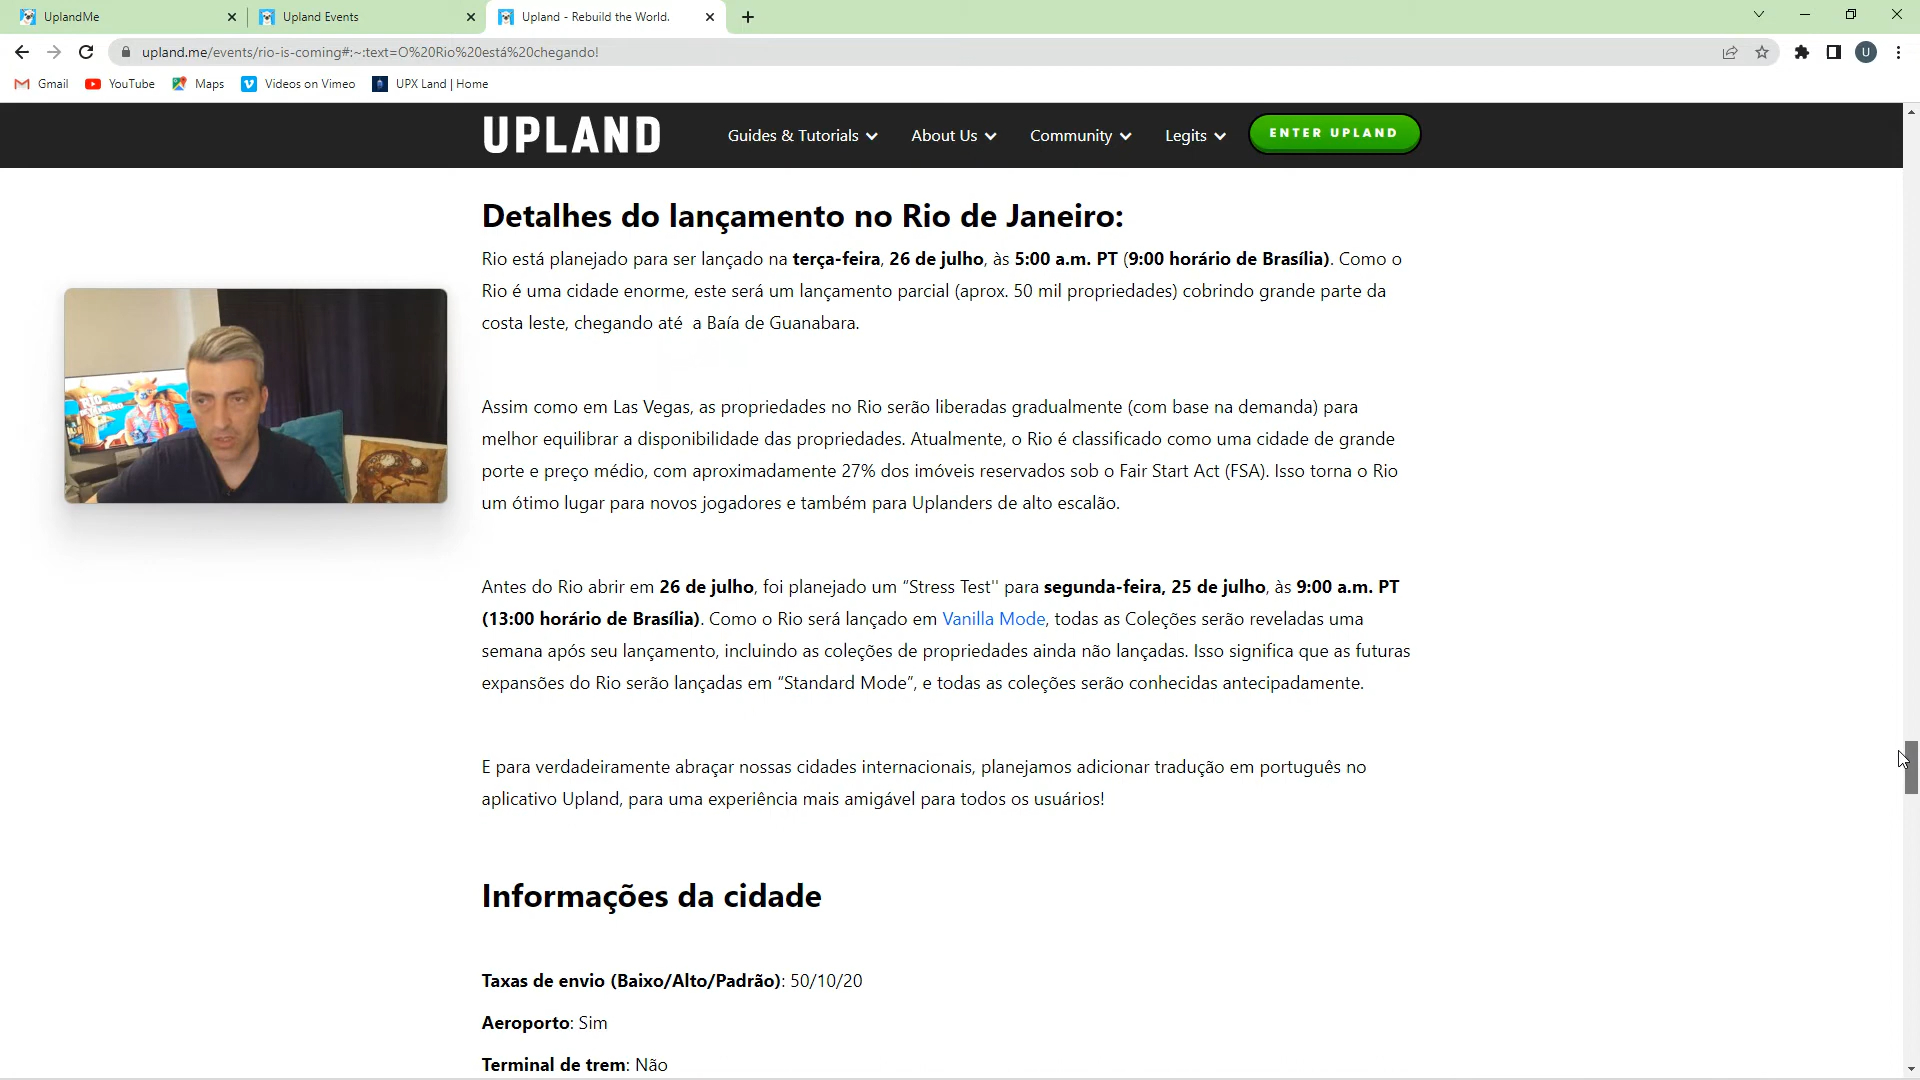 UplandMe
Upland Events
Upland - Rebuild the World.
upland.me/events/rio-is-coming#:~:text=O%20Rio%20está%20chegando!
U
Gmail
YouTube
Maps
Videos on Vimeo
UPX Land | Home
UPLAND
Guides & Tutorials
About Us
Community
Legits
ENTER UPLAND
Detalhes do lançamento no Rio de Janeiro:
Rio está planejado para ser lançado na terça-feira, 26 de julho, às 5:00 a.m. PT (9:00 horário de Brasília). Como o
Rio é uma cidade enorme, este será um lançamento parcial (aprox. 50 mil propriedades) cobrindo grande parte da
costa leste, chegando até  a Baía de Guanabara.
Assim como em Las Vegas, as propriedades no Rio serão liberadas gradualmente (com base na demanda) para
melhor equilibrar a disponibilidade das propriedades. Atualmente, o Rio é classificado como uma cidade de grande
porte e preço médio, com aproximadamente 27% dos imóveis reservados sob o Fair Start Act (FSA). Isso torna o Rio
um ótimo lugar para novos jogadores e também para Uplanders de alto escalão.
Antes do Rio abrir em 26 de julho, foi planejado um “Stress Test'' para segunda-feira, 25 de julho, às 9:00 a.m. PT
(13:00 horário de Brasília). Como o Rio será lançado em Vanilla Mode, todas as Coleções serão reveladas uma
semana após seu lançamento, incluindo as coleções de propriedades ainda não lançadas. Isso significa que as futuras
expansões do Rio serão lançadas em “Standard Mode”, e todas as coleções serão conhecidas antecipadamente.
E para verdadeiramente abraçar nossas cidades internacionais, planejamos adicionar tradução em português no
aplicativo Upland, para uma experiência mais amigável para todos os usuários!
Informações da cidade
Taxas de envio (Baixo/Alto/Padrão): 50/10/20
Aeroporto: Sim
Terminal de trem: Não